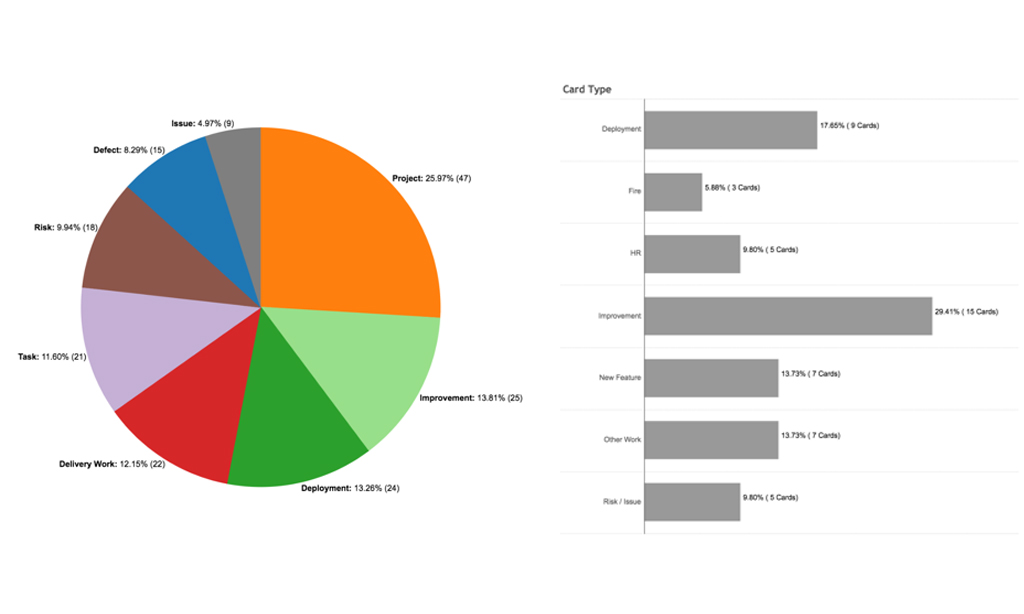 Issue: 4.97% (9)
Defect: 8.29% (15)
Project: 25.97% (47)
Risk: 9.94% (18)
Task: 11.60% (21)
Improvement: 13.81% (25)
Delivery Work: 12.15% (22)
Deployment: 13.26% (24)
Card Type
Deployment 17.65% ( 9 Cards)
Fire 5.88% ( 3 Cards)
HR 9.80% ( 5 Cards)
Improvement 29.41% ( 15 Cards)
New Feature 13.73% ( 7 Cards)
Other Work 13.73% ( 7 Cards)
Risk / Issue 9.80% ( 5 Cards)